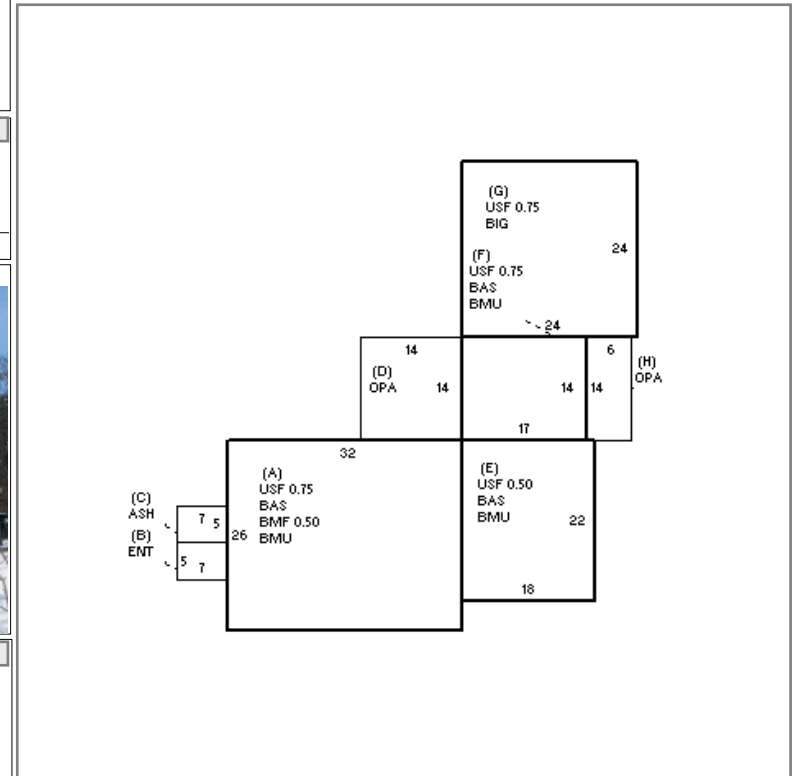 (G)
USF 0.75
BIG
24
(F)
USF 0.75
BAS
BMU
24
14
6
(D)
OPA
14
14
14
(H)
OPA
17
32
(A)
USF 0.75
BAS
BMF 0.50
BMU
26
(E)
USF 0.50
BAS
BMU
22
18
(C)
ASH
7 5
(B)
ENT
5 7